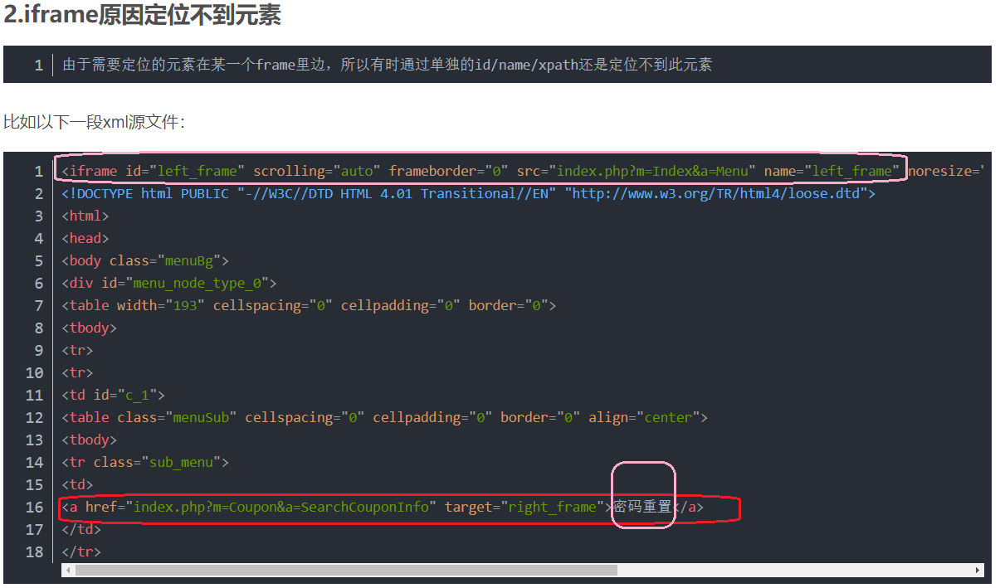 2.iframe原因定位不到元素
1 由于需要定位的元素在某一个frame里边，所以有时通过单独的id/name/xpath还是定位不到此元素
比如以下一段xml源文件：
1 <iframe id="left_frame" scrolling="auto" frameborder="0" src="index.php?m=Index&a=Menu" name="left_frame" noresize='
2 <!DOCTYPE html PUBLIC "-//W3C//DTD HTML 4.01 Transitional//EN" "http://www.w3.org/TR/html4/loose.dtd">
3 <html>
4 <head>
5 <body class="menuBg">
6 <div id="menu_node_type_0">
7 <table width="193" cellspacing="0" cellpadding="0" border="0">
8 <tbody>
9 <tr>
10 <tr>
11 <td id="c_1">
12 <table class="menuSub" cellspacing="0" cellpadding="0" border="0" align="center">
13 <tbody>
14 <tr class="sub_menu">
15 <td>
16 <a href="index.php?m=Coupon&a=SearchCouponInfo" target="right_frame">密码重置</a>
17 </td>
18 </tr>